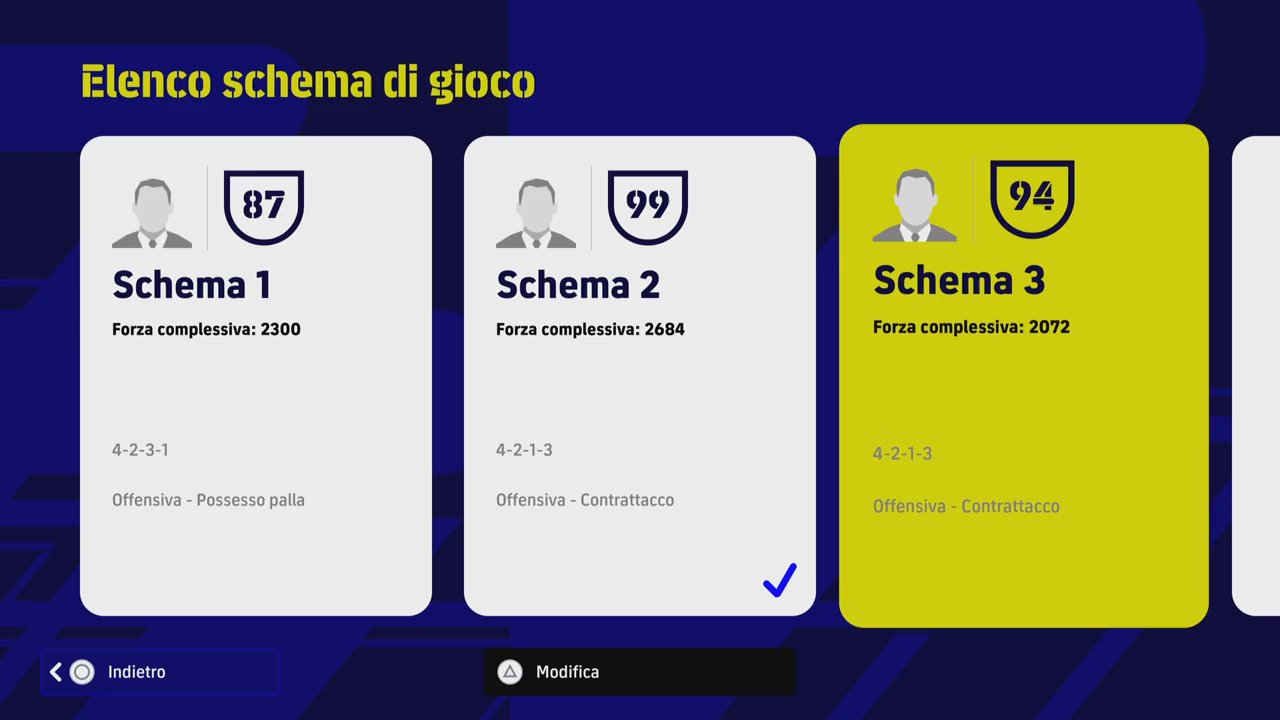 Elenco schema di gioco
87
Schema 1
Forza complessiva: 2300
4-2-3-1
Offensiva - Possesso palla
99
Schema 2
Forza complessiva: 2684
4-2-1-3
Offensiva - Contrattacco
94
Schema 3
Forza complessiva: 2072
4-2-1-3
Offensiva - Contrattacco
Indietro
Modifica